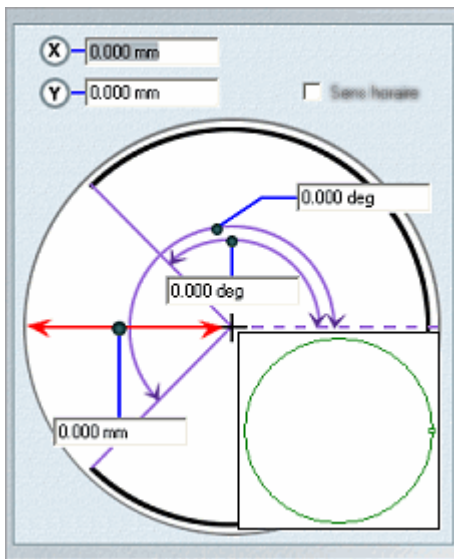 X 0.000 mm
Y 0.000 mm
Sens horaire
0.000 deg
0.000 deg
0.000 mm